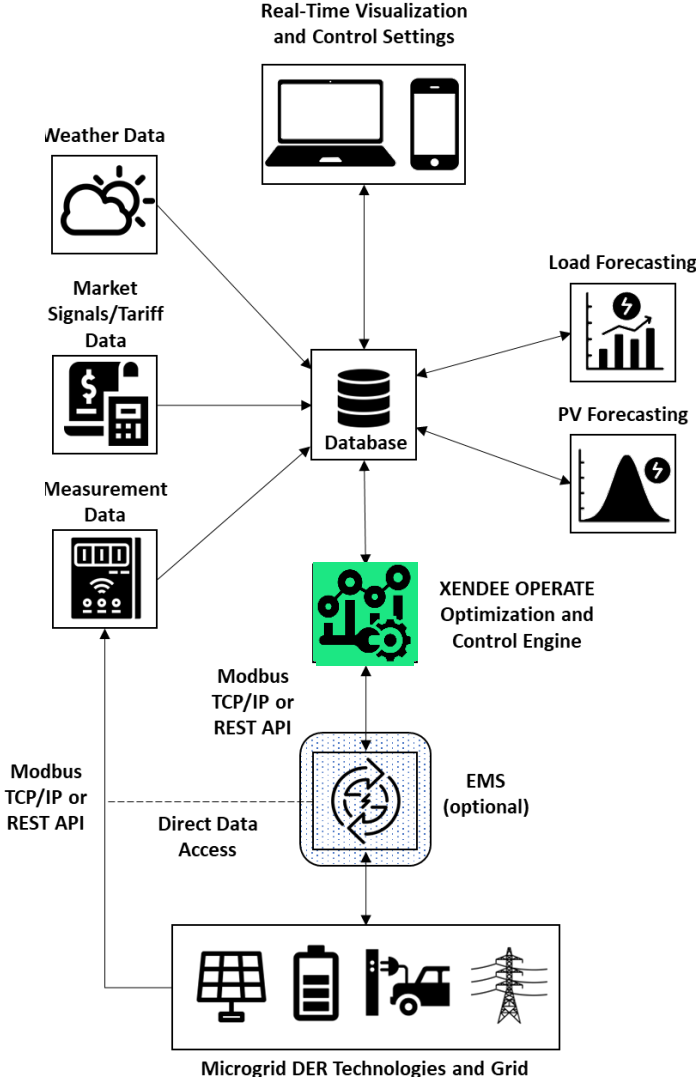 Real-Time Visualization
and Control Settings
Weather Data
Market
Signals/Tariff
Data
$
Measurement
Data
Database
Load Forecasting
PV Forecasting
XENDEE OPERATE
Optimization and
Control Engine
Modbus
TCP/IP or
REST API
EMS
(optional)
Modbus
TCP/IP or
REST API
Direct Data
Access
Microgrid DER Technologies and Grid